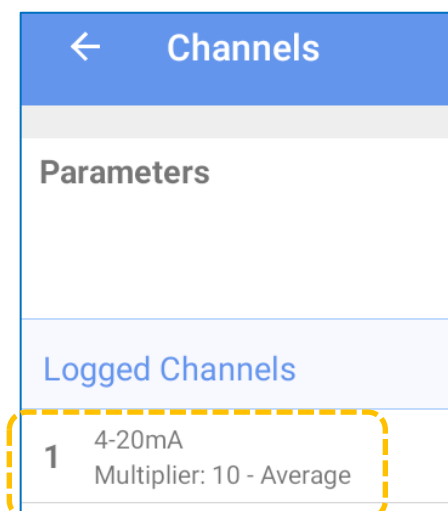 ← Channels
Parameters
Logged Channels
1
4-20mA
Multiplier: 10 - Average